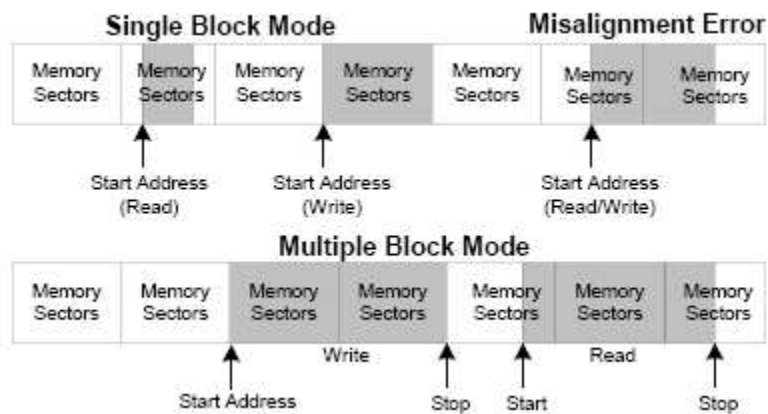 Single Block Mode
Misalignment Error
Memory Sectors Memory Sectors Memory Sectors Memory Sectors Memory Sectors Memory Sectors Memory Sectors
Start Address (Read)
Start Address (Write)
Start Address (Read/Write)
Multiple Block Mode
Memory Sectors Memory Sectors Memory Sectors Memory Sectors Memory Sectors Memory Sectors Memory Sectors
Write
Read
Start Address
Stop
Start
Stop